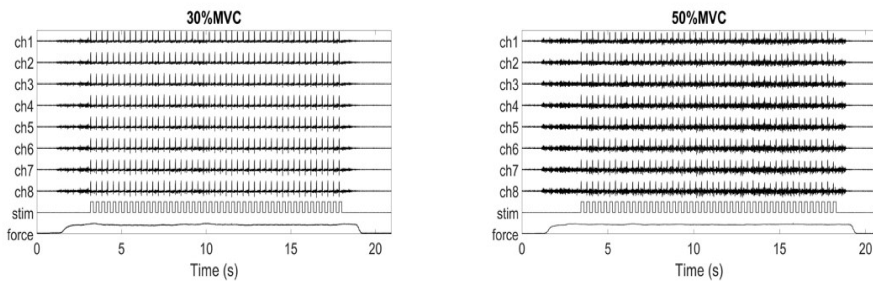 30%MVC
ch1
ch2
ch3
ch4
ch5
ch6
ch7
ch8
stim
force
0 5 10 15 20
Time (s)
50%MVC
ch1
ch2
ch3
ch4
ch5
ch6
ch7
ch8
stim
force
0 5 10 15 20
Time (s)